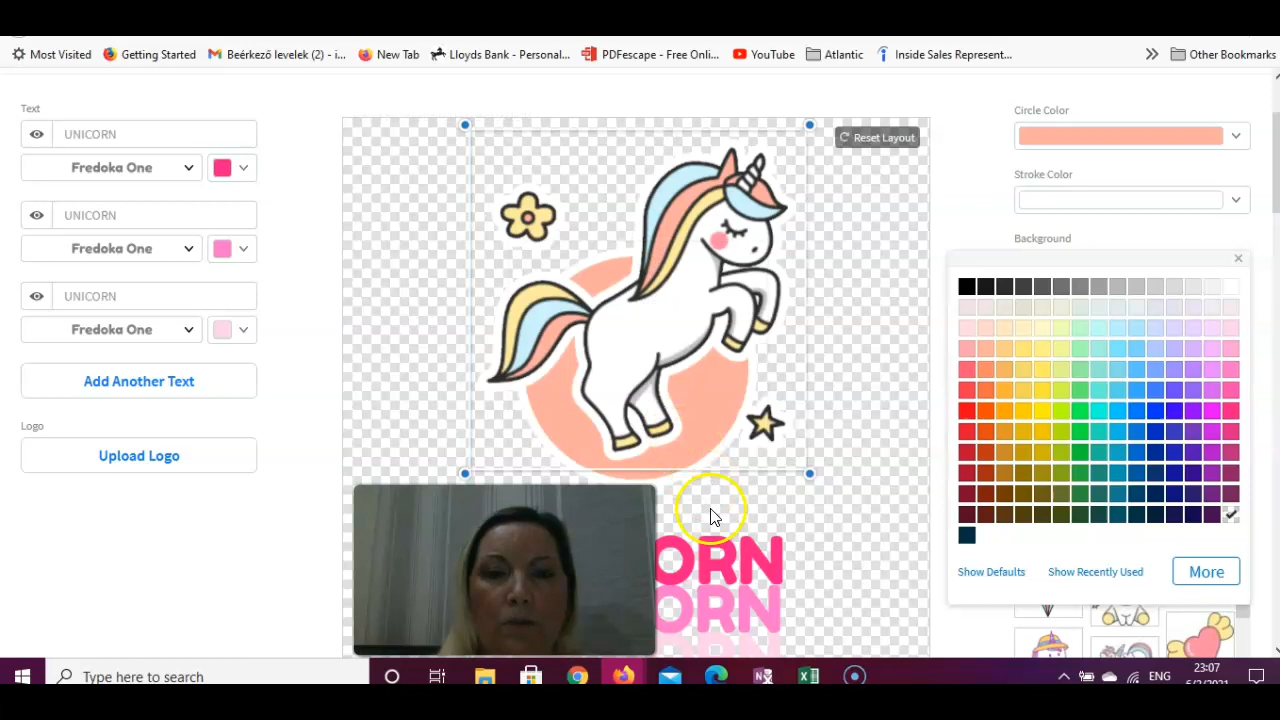 Most Visited Getting Started Beérkező levelek (2) - i... New Tab Lloyds Bank - Personal... PDFescape - Free Onli... YouTube Atlantic Inside Sales Represent... Other Bookmarks
Text
UNICORN
Fredoka One
UNICORN
Fredoka One
UNICORN
Fredoka One
Add Another Text
Logo
Upload Logo
Reset Layout
ORN
ORN
Circle Color
Stroke Color
Background
Show Defaults Show Recently Used More
Type here to search
ENG
23:07